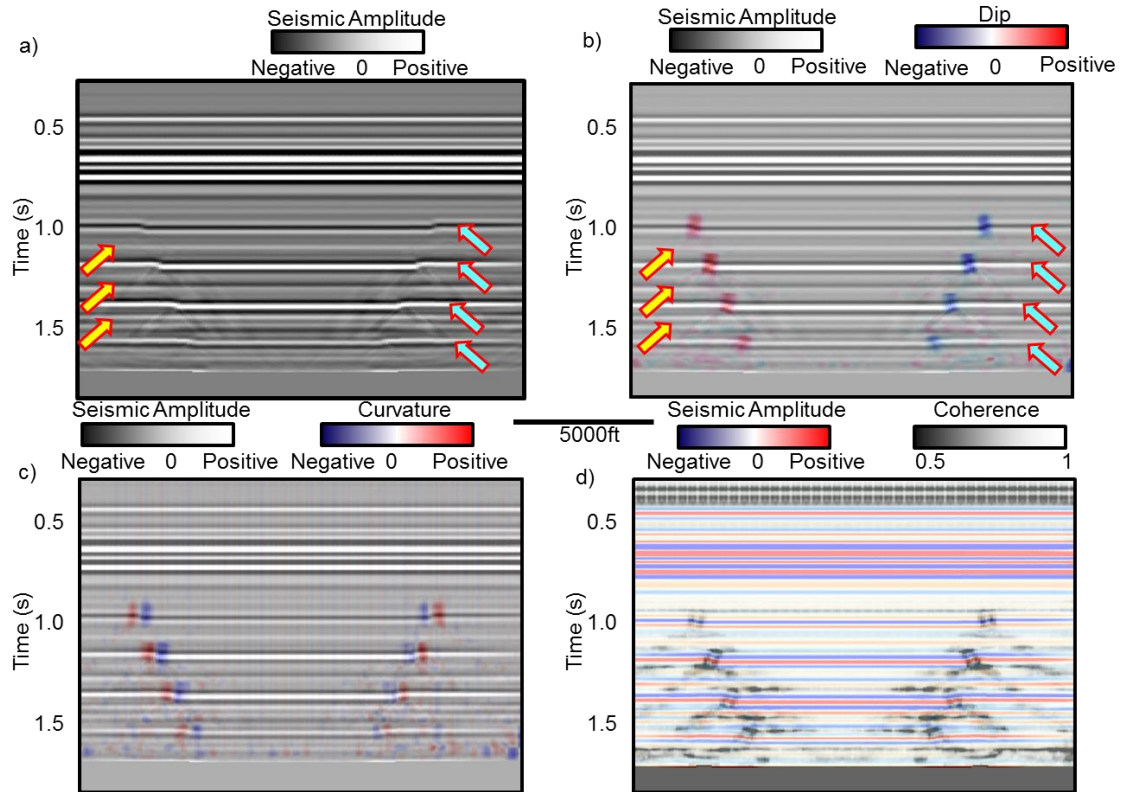 a)
Seismic Amplitude
Negative 0 Positive
0.5
1.0
1.5
Time (s)
b)
Seismic Amplitude
Negative 0 Positive
Dip
Negative 0 Positive
0.5
1.0
1.5
Time (s)
c)
Seismic Amplitude
Negative 0 Positive
Curvature
Negative 0 Positive
0.5
1.0
1.5
Time (s)
5000ft
d)
Seismic Amplitude
Negative 0 Positive
Coherence
0.5 1
0.5
1.0
1.5
Time (s)